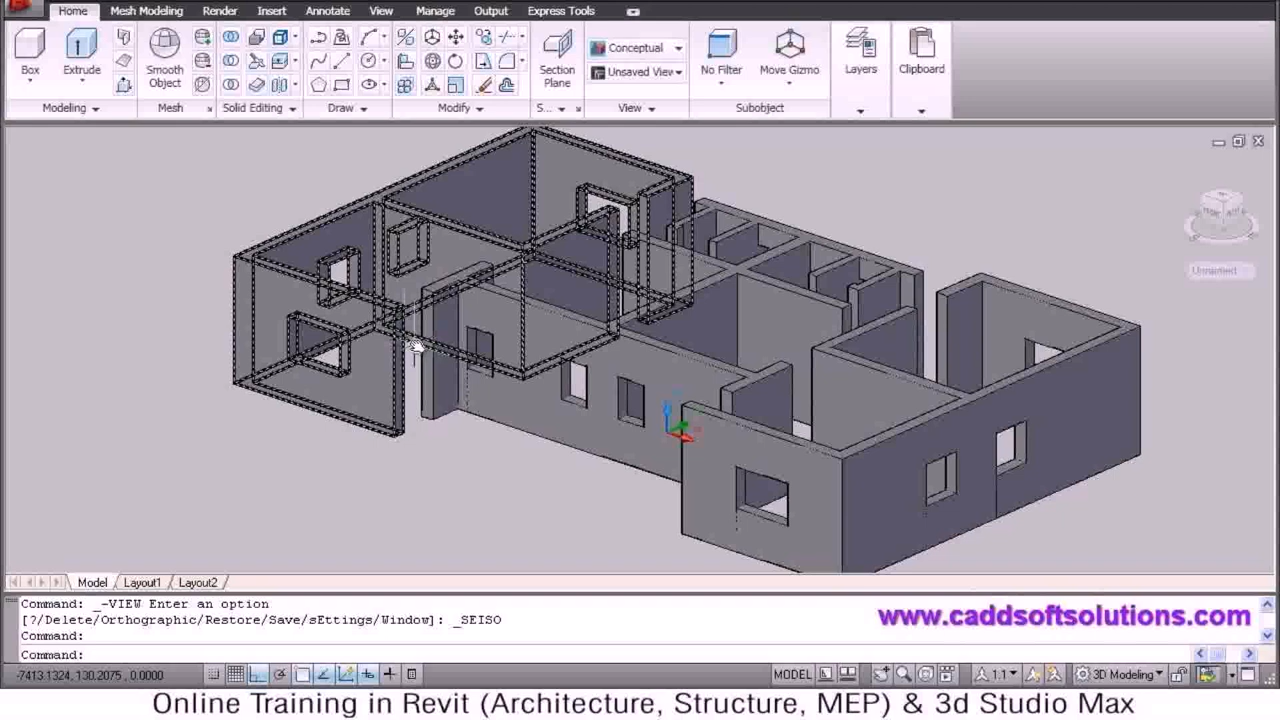 Home Mesh Modeling Render Insert Annotate View Manage Output Express Tools
Box Extrude Smooth Object Section Plane Conceptual Unsaved View No Filter Move Gizmo Layers Clipboard
Modeling Mesh Solid Editing Draw Modify S... View Subobject
Unnamed
Model Layout1 Layout2
Command: _-VIEW Enter an option
[?/Delete/Orthographic/Restore/Save/sEttings/Window]: _SEISO
Command:
Command:
www.caddsoftsolutions.com
-7413.1324, 130.2075, 0.0000 MODEL 1:1 3D Modeling
Online Training in Revit (Architecture, Structure, MEP) & 3d Studio Max